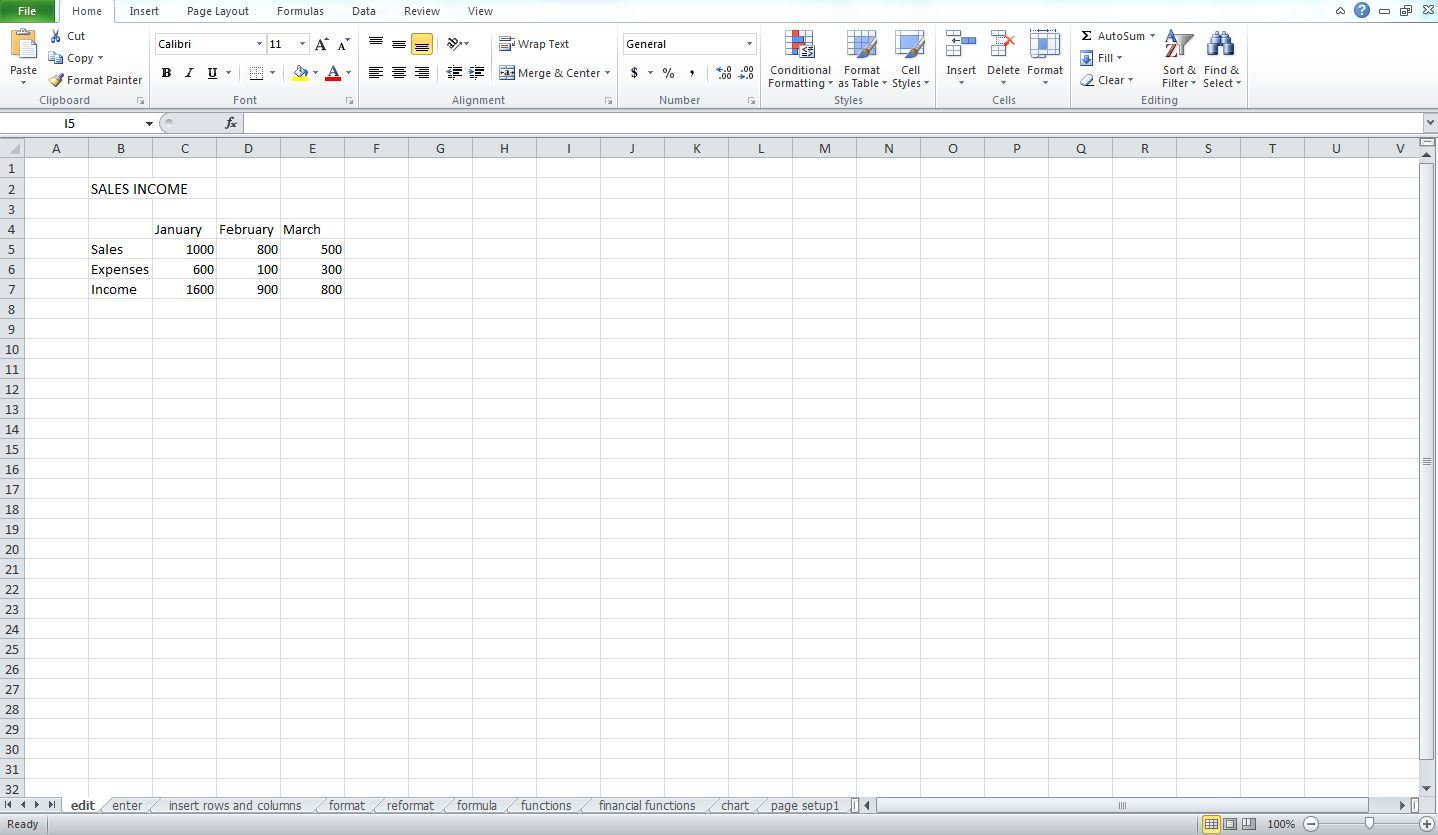 File Home Insert Page Layout Formulas Data Review View
Cut
Copy
Paste
Format Painter
Clipboard
Calibri 11
B I U
Font
Wrap Text
Merge & Center
Alignment
General
$ % ,
Number
Conditional Formatting
Format as Table
Cell Styles
Styles
Insert Delete Format
Cells
Σ AutoSum
Fill
Clear
Sort & Filter
Find & Select
Editing
I5 fx
A B C D E F G H I J K L M N O P Q R S T U V
1
2 SALES INCOME
3
4 January February March
5 Sales 1000 800 500
6 Expenses 600 100 300
7 Income 1600 900 800
8
9
10
11
12
13
14
15
16
17
18
19
20
21
22
23
24
25
26
27
28
29
30
31
32
edit enter insert rows and columns format reformat formula functions financial functions chart page setup1
Ready 100%